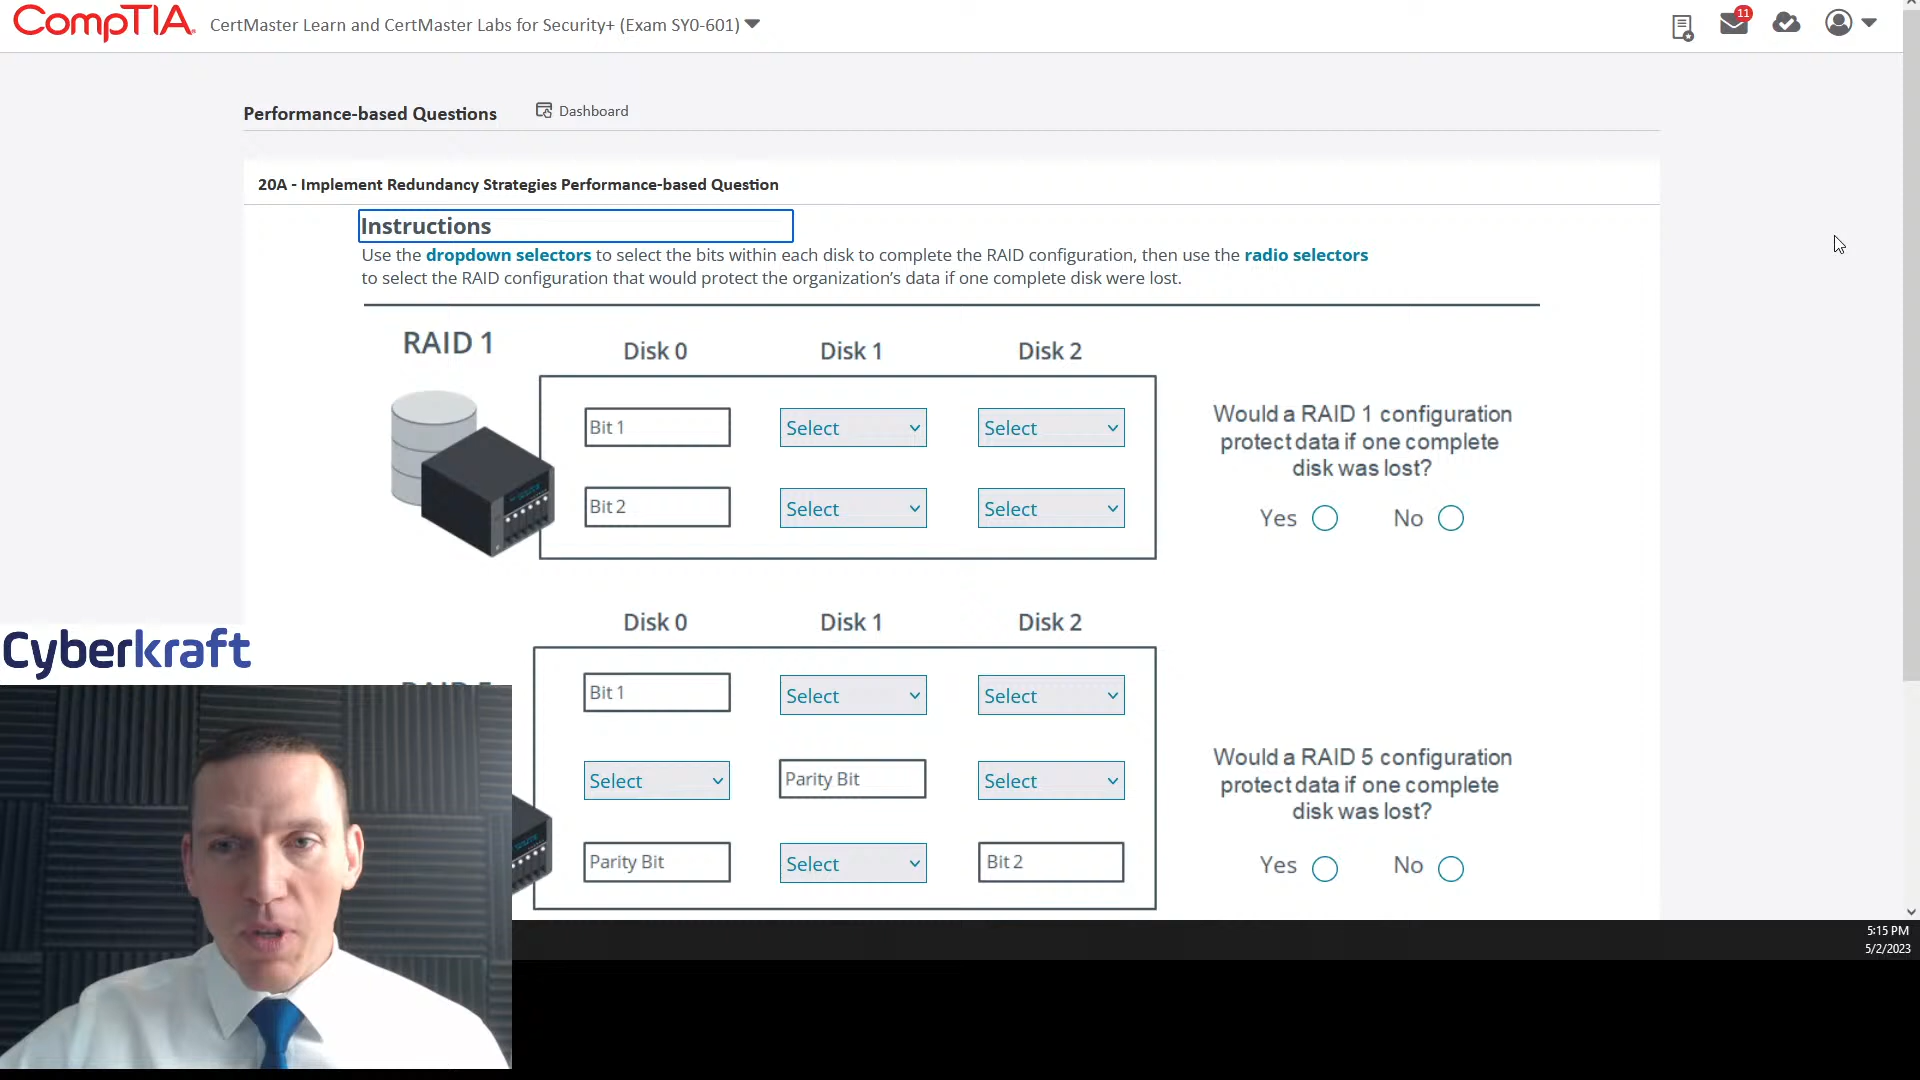 CompTIA.
CertMaster Learn and CertMaster Labs for Security+ (Exam SY0-601)
11
Performance-based Questions
Dashboard
20A - Implement Redundancy Strategies Performance-based Question
Instructions
Use the dropdown selectors to select the bits within each disk to complete the RAID configuration, then use the radio selectors
to select the RAID configuration that would protect the organization's data if one complete disk were lost.
RAID 1
Disk 0 Disk 1 Disk 2
Bit 1 Select Select
Bit 2 Select Select
Would a RAID 1 configuration
protect data if one complete
disk was lost?
Yes No
Disk 0 Disk 1 Disk 2
Bit 1 Select Select
Select Parity Bit Select
Parity Bit Select Bit 2
Would a RAID 5 configuration
protect data if one complete
disk was lost?
Yes No
Cyberkraft
5:15 PM
5/2/2023